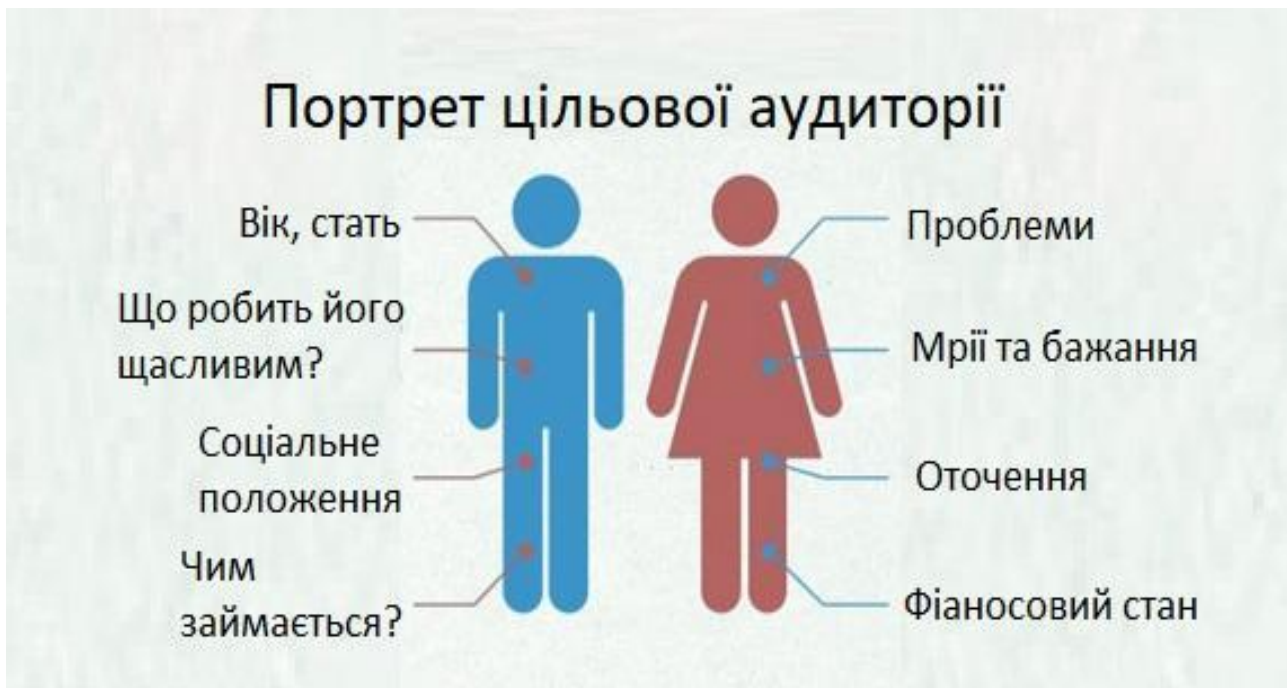 Портрет цільової аудиторії
Вік, стать
Що робить його
щасливим?
Соціальне
положення
Чим
займається?
Проблеми
Мрії та бажання
Оточення
Фіаносовий стан